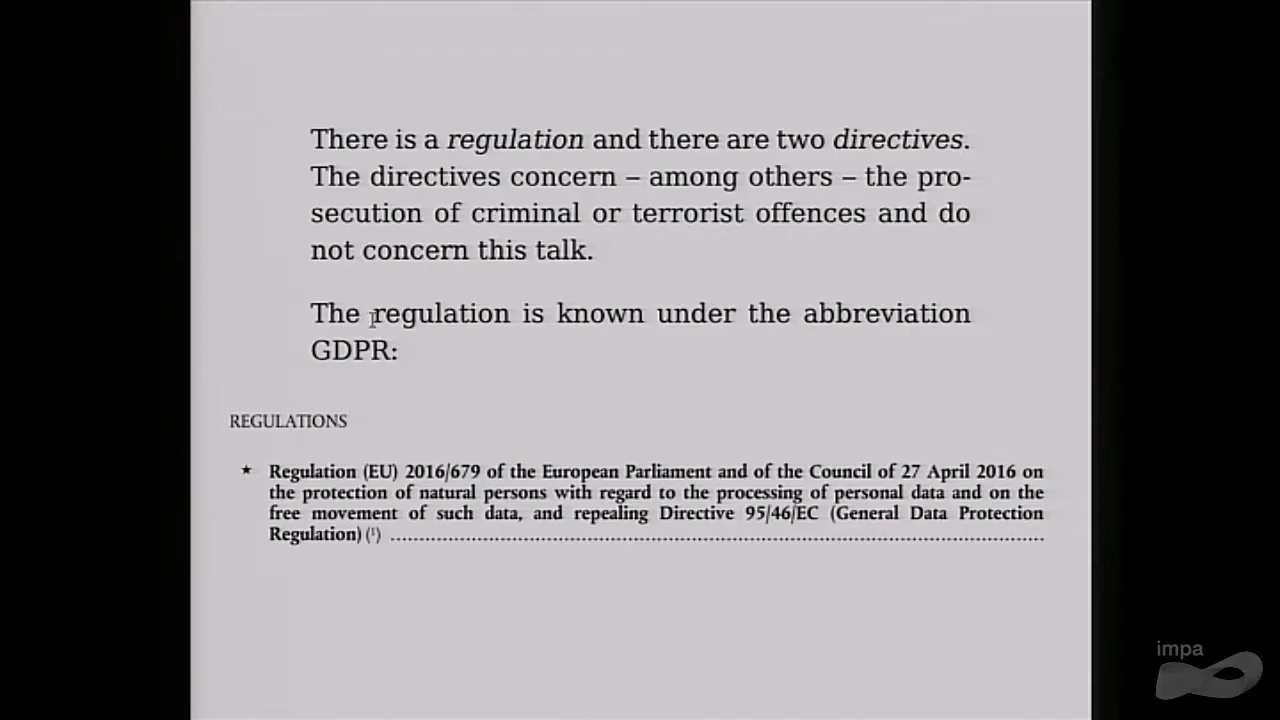 There is a regulation and there are two directives.
The directives concern – among others – the pro-
secution of criminal or terrorist offences and do
not concern this talk.
The regulation is known under the abbreviation
GDPR:
REGULATIONS
★ Regulation (EU) 2016/679 of the European Parliament and of the Council of 27 April 2016 on
the protection of natural persons with regard to the processing of personal data and on the
free movement of such data, and repealing Directive 95/46/EC (General Data Protection
Regulation) (¹) ..................................................................................................................
impa